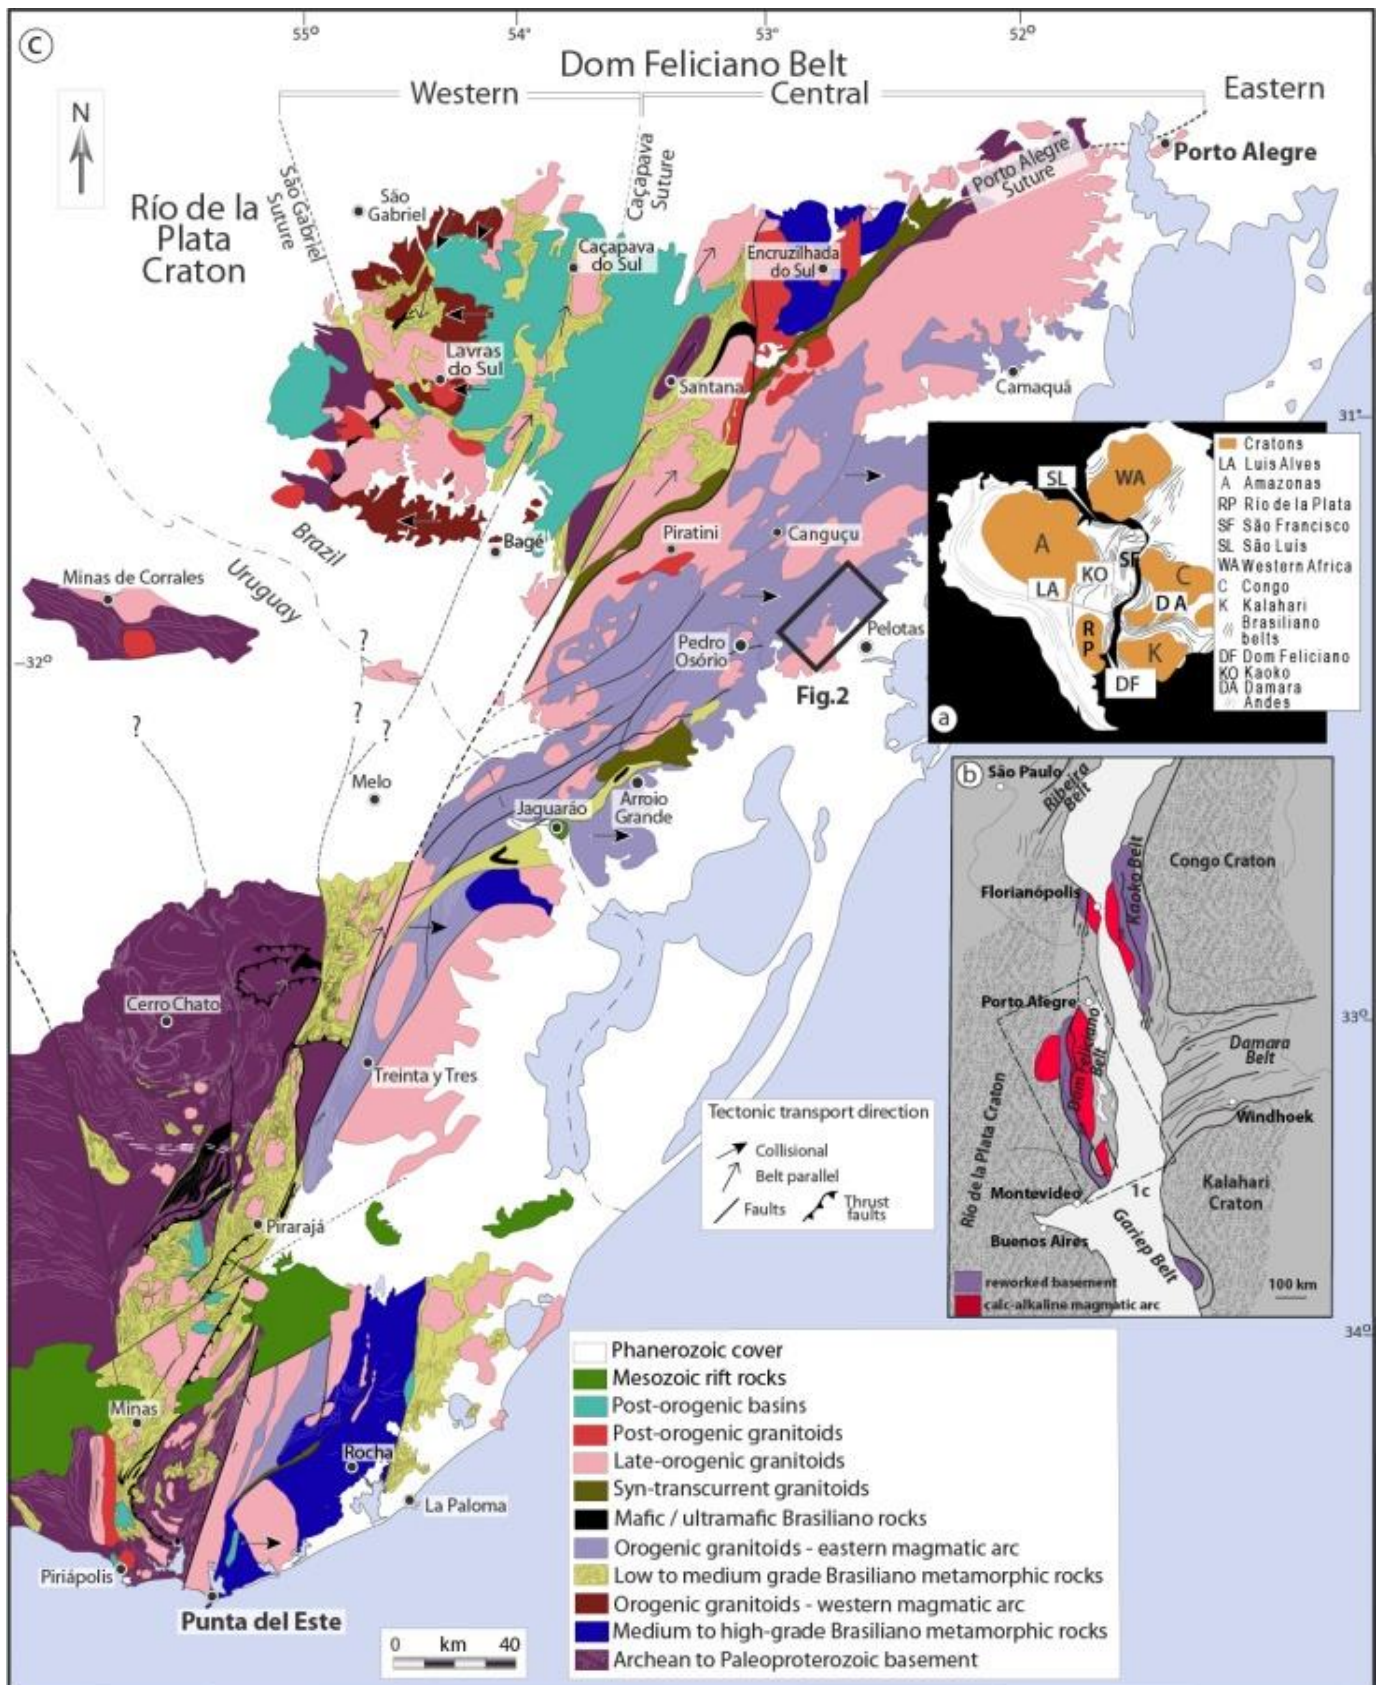 c
55°
54°
53°
52°
Dom Feliciano Belt
Western
Central
Eastern
N
Río de la
Plata
Craton
São Gabriel
Suture
São
Gabriel
Caçapava
Suture
Porto Alegre
Suture
Porto Alegre
Caçapava
do Sul
Encruzilhada
do Sul
Lavras
do Sul
Santana
Camaquã
31°
Bagé
Piratini
Canguçu
Brazil
Uruguay
Minas de Corrales
32°
?
?
?
?
Pedro
Osório
Pelotas
Fig.2
Melo
Jaguarão
Arroio
Grande
Cerro Chato
Treinta y Tres
33°
Pirarajá
34°
Minas
Rocha
La Paloma
Piriápolis
Punta del Este
0 km 40
Tectonic transport direction
Collisional
Belt parallel
Faults
Thrust
faults
a
SL
WA
A
KO
SF
C
LA
D A
R
P
K
DF
Cratons
LA Luis Alves
A Amazonas
RP Río de la Plata
SF São Francisco
SL São Luís
WA Western Africa
C Congo
K Kalahari
Brasiliano
belts
DF Dom Feliciano
KO Kaoko
DA Damara
Andes
b
São Paulo
Ribeira
Belt
Kaoko Belt
Congo Craton
Florianópolis
Porto Alegre
Dom Feliciano
Belt
Damara
Belt
Windhoek
Río de la Plata Craton
Montevideo
1c
Kalahari
Craton
Buenos Aires
Gariep Belt
reworked basement
calc-alkaline magmatic arc
100 km
Phanerozoic cover
Mesozoic rift rocks
Post-orogenic basins
Post-orogenic granitoids
Late-orogenic granitoids
Syn-transcurrent granitoids
Mafic / ultramafic Brasiliano rocks
Orogenic granitoids - eastern magmatic arc
Low to medium grade Brasiliano metamorphic rocks
Orogenic granitoids - western magmatic arc
Medium to high-grade Brasiliano metamorphic rocks
Archean to Paleoproterozoic basement